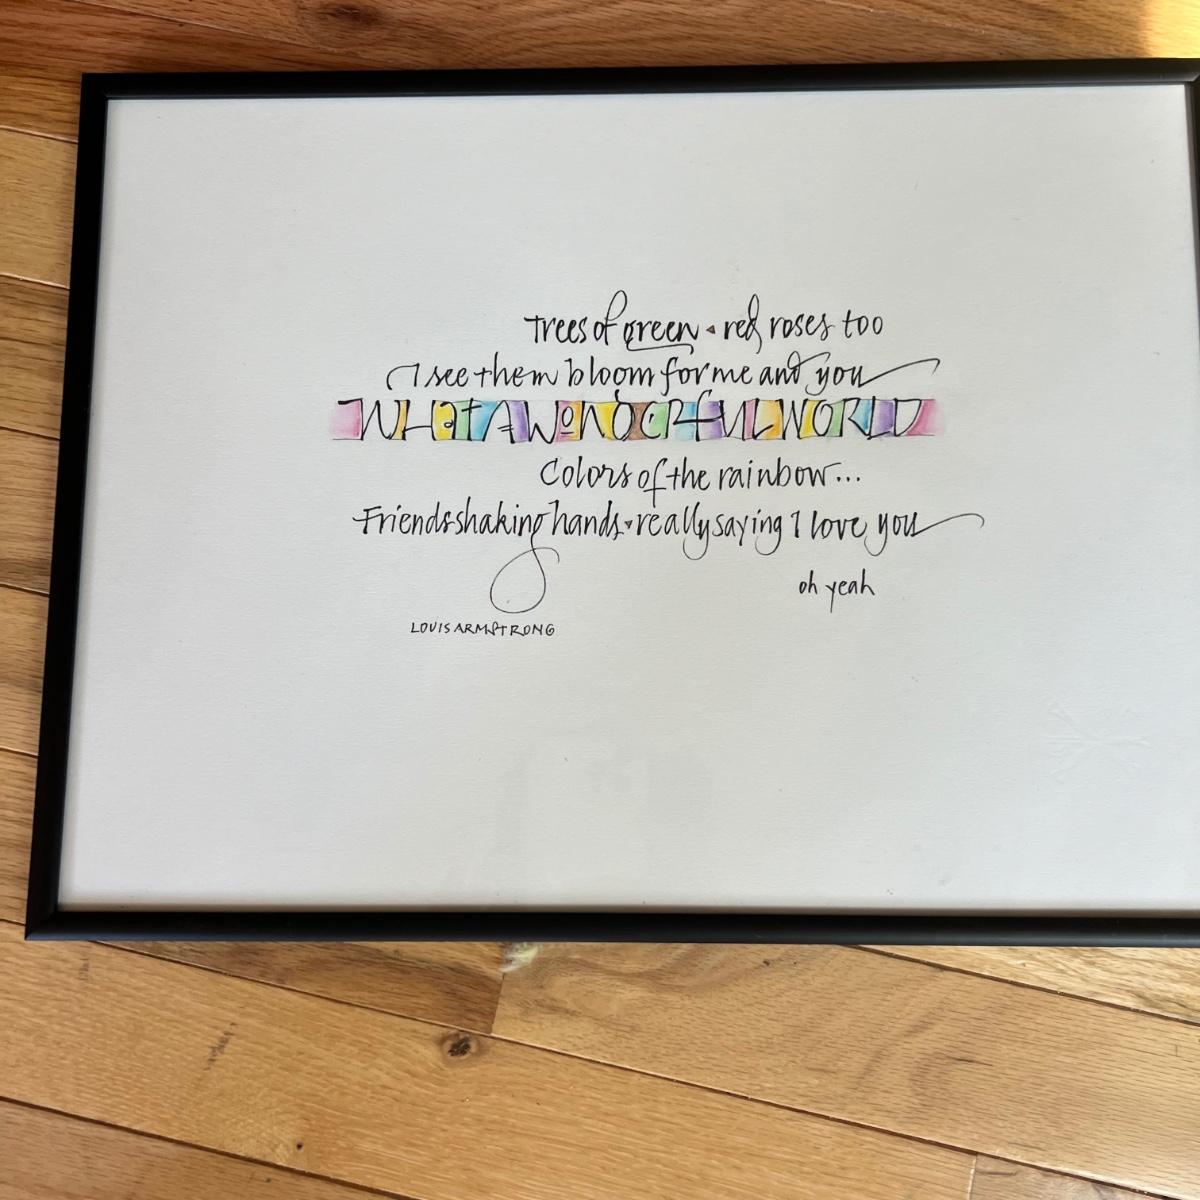 Trees of green • red roses too
I see them bloom for me and you
WHAT A WONDERFUL WORLD
Colors of the rainbow...
Friends shaking hands • really saying I love you
oh yeah
LOUIS ARMSTRONG